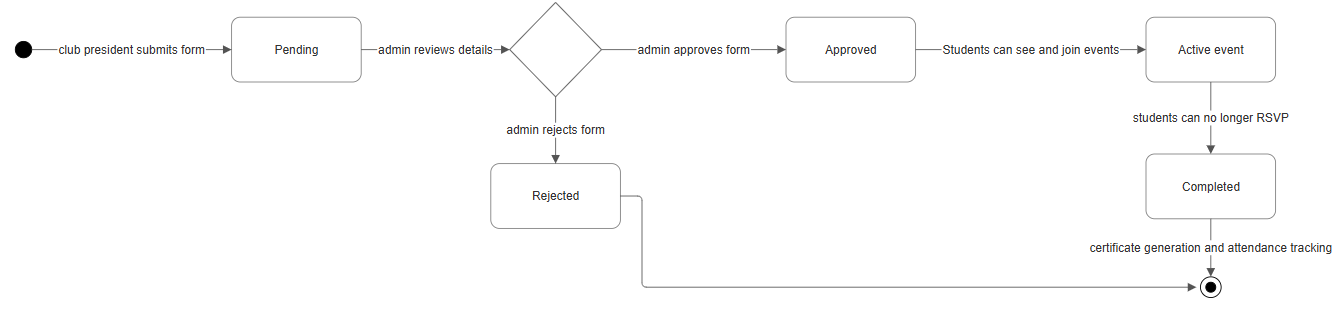 club president submits form
Pending
admin reviews details
admin approves form
Approved
Students can see and join events
Active event
students can no longer RSVP
admin rejects form
Rejected
Completed
certificate generation and attendance tracking